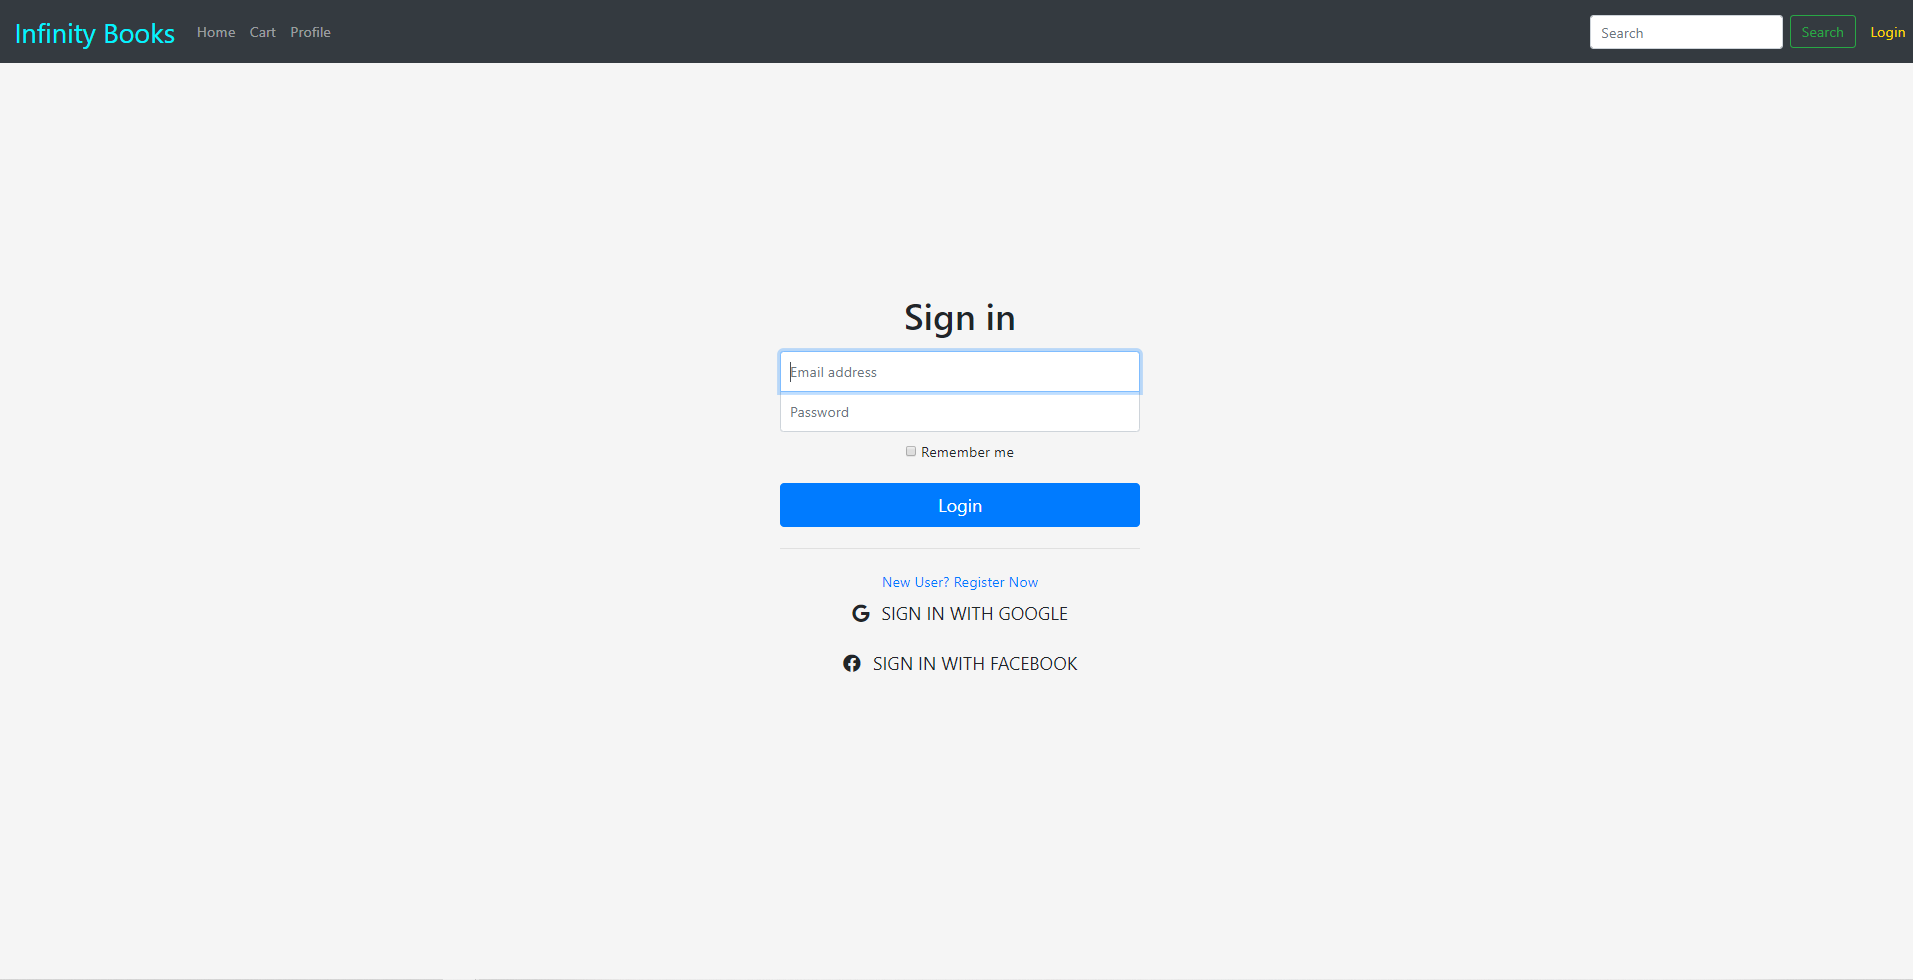 Infinity Books Home Cart Profile Search Search Login
Sign in
Email address
Password
Remember me
Login
New User? Register Now
SIGN IN WITH GOOGLE
SIGN IN WITH FACEBOOK